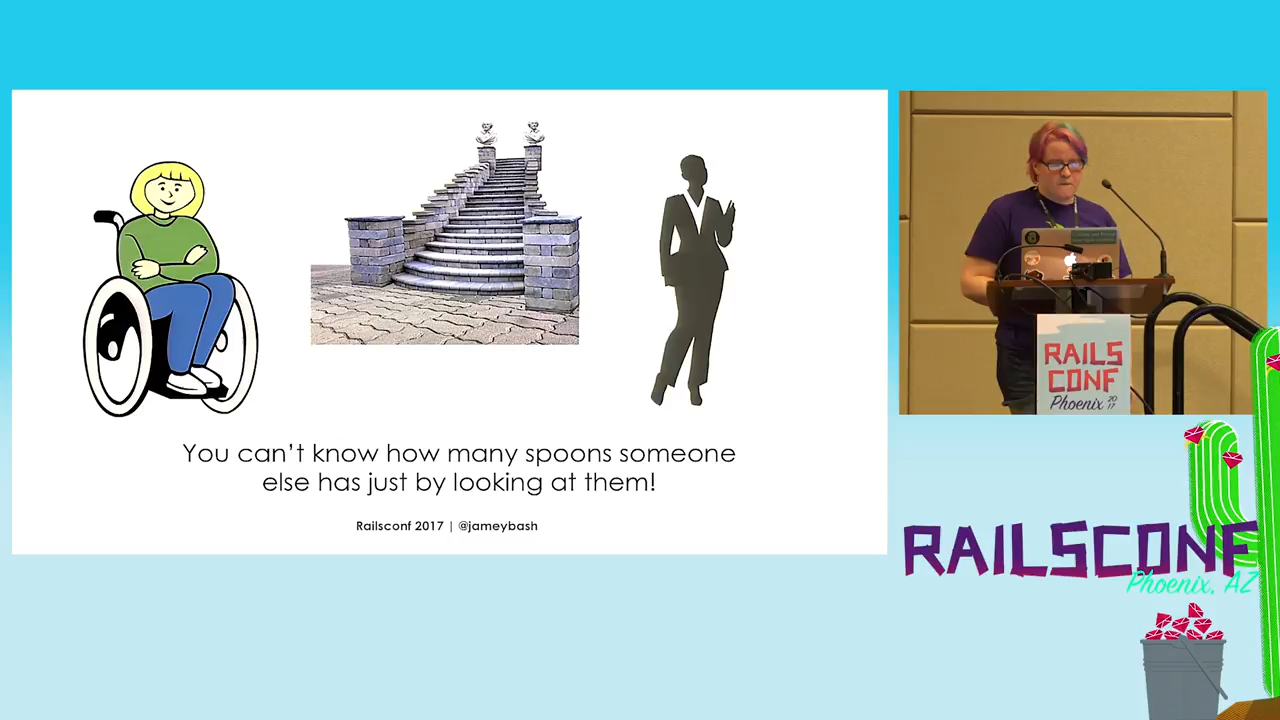 You can't know how many spoons someone
else has just by looking at them!
Railsconf 2017 | @jameybash
RAILS
CONF
Phoenix 2017
RAILSCONF
Phoenix, AZ